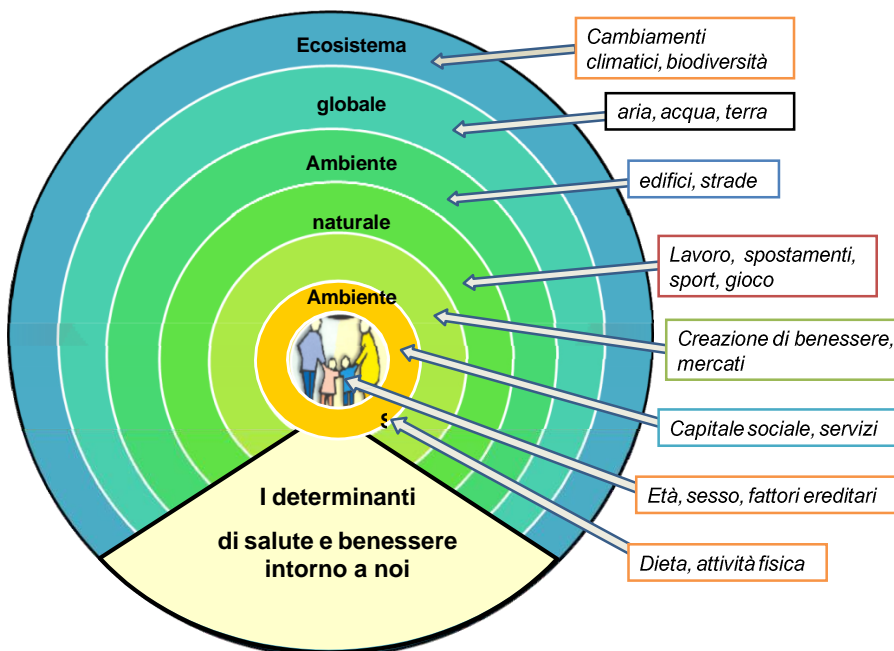 Ecosistema
globale
Ambiente
naturale
Ambiente
S
I determinanti
di salute e benessere
intorno a noi
Cambiamenti
climatici, biodiversità
aria, acqua, terra
edifici, strade
Lavoro, spostamenti,
sport, gioco
Creazione di benessere,
mercati
Capitale sociale, servizi
Età, sesso, fattori ereditari
Dieta, attività fisica